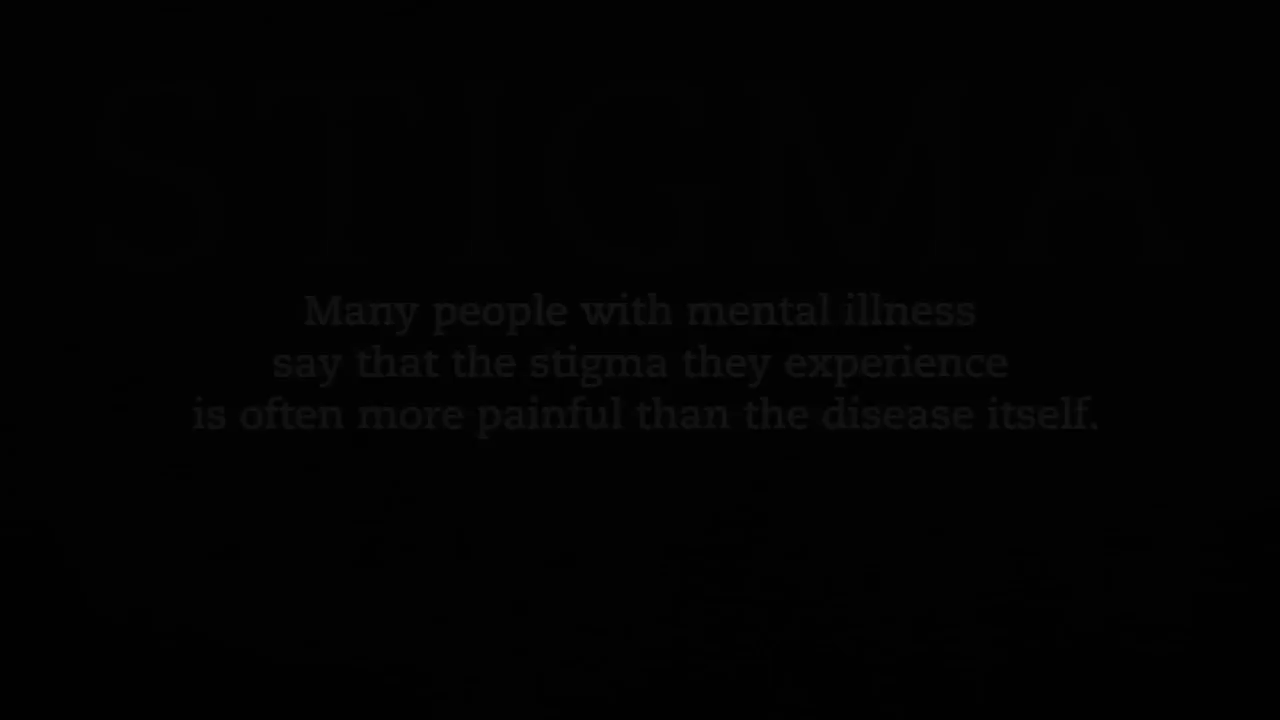 STIGMA
Many people with mental illness
say that the stigma they experience
is often more painful than the disease itself.